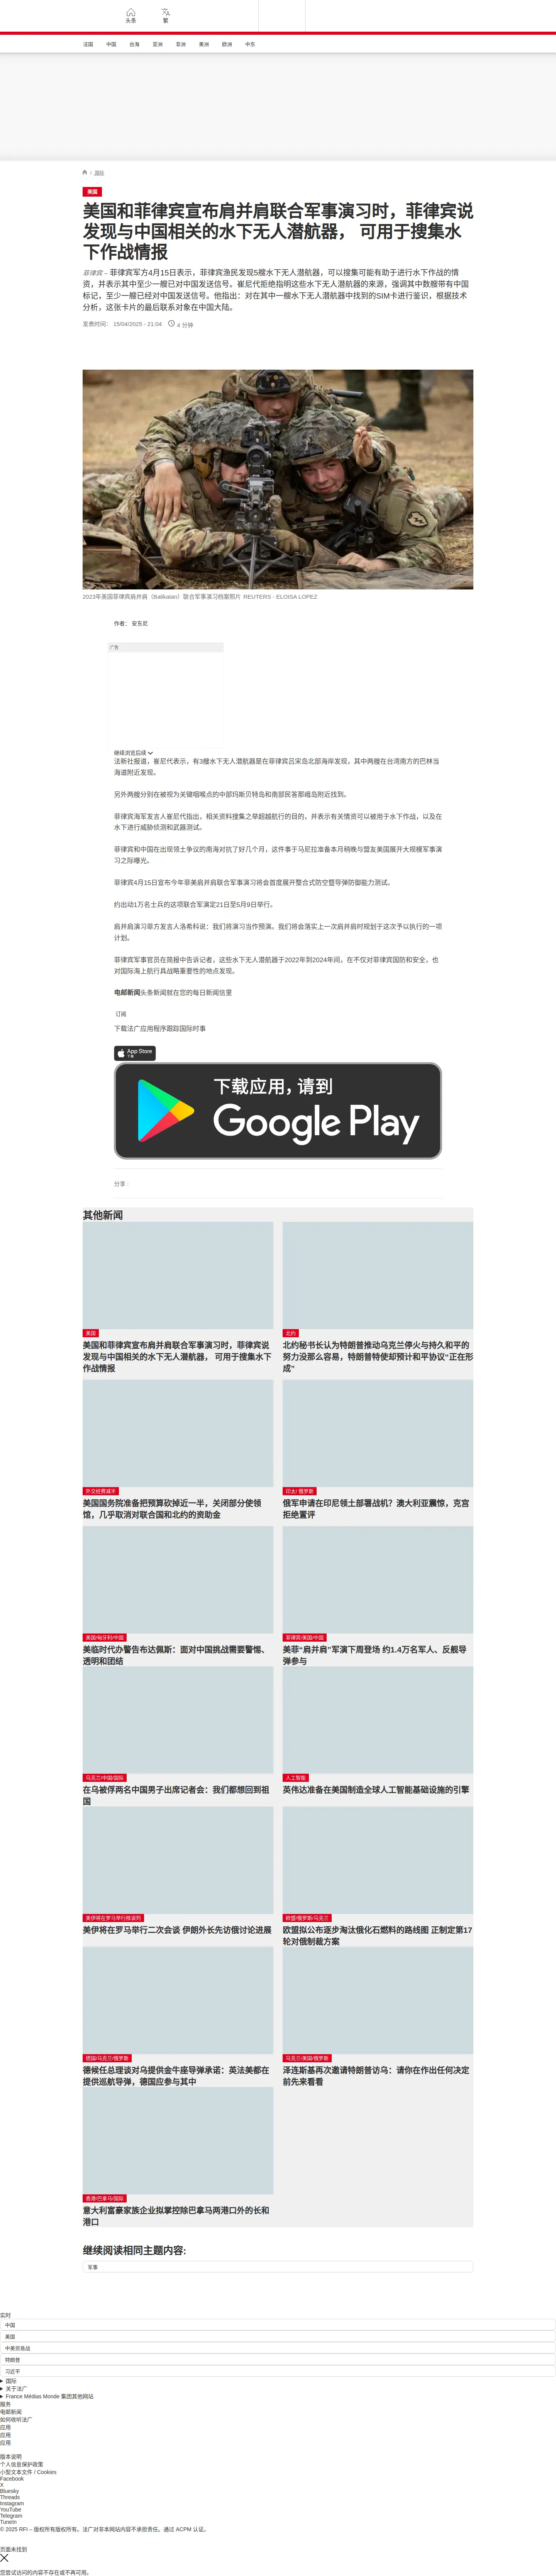 头条
繁
法国
中国
台海
亚洲
非洲
美洲
欧洲
中东
/ 国际
美国
美国和菲律宾宣布肩并肩联合军事演习时，菲律宾说
发现与中国相关的水下无人潜航器， 可用于搜集水
下作战情报
菲律宾 – 菲律宾军方4月15日表示，菲律宾渔民发现5艘水下无人潜航器，可以搜集可能有助于进行水下作战的情
资，并表示其中至少一艘已对中国发送信号。崔尼代拒绝指明这些水下无人潜航器的来源，强调其中数艘带有中国
标记，至少一艘已经对中国发送信号。他指出：对在其中一艘水下无人潜航器中找到的SIM卡进行鉴识，根据技术
分析，这张卡片的最后联系对象在中国大陆。
发表时间： 15/04/2025 - 21:04
4 分钟
2023年美国菲律宾肩并肩（Balikatan）联合军事演习档案照片 REUTERS - ELOISA LOPEZ
作者： 安东尼
广告
继续浏览后续
法新社报道，崔尼代表示，有3艘水下无人潜航器是在菲律宾吕宋岛北部海岸发现，其中两艘在台湾南方的巴林当
海道附近发现。
另外两艘分别在被视为关键咽喉点的中部玛斯贝特岛和南部民答那峨岛附近找到。
菲律宾海军发言人崔尼代指出，相关资料搜集之举超越航行的目的，并表示有关情资可以被用于水下作战，以及在
水下进行威胁侦测和武器测试。
菲律宾和中国在出现领土争议的南海对抗了好几个月，这件事于马尼拉准备本月稍晚与盟友美国展开大规模军事演
习之际曝光。
菲律宾4月15日宣布今年菲美肩并肩联合军事演习将会首度展开整合式防空暨导弹防御能力测试。
约出动1万名士兵的这项联合军演定21日至5月9日举行。
肩并肩演习菲方发言人洛希科说：我们将演习当作预演。我们将会落实上一次肩并肩时规划于这次予以执行的一项
计划。
菲律宾军事官员在简报中告诉记者，这些水下无人潜航器于2022年到2024年间，在不仅对菲律宾国防和安全，也
对国际海上航行具战略重要性的地点发现。
电邮新闻头条新闻就在您的每日新闻信里
订阅
下载法广应用程序跟踪国际时事
App Store
下载
下载应用，请到
Google Play
分享 :
其他新闻
美国
美国和菲律宾宣布肩并肩联合军事演习时，菲律宾说
发现与中国相关的水下无人潜航器， 可用于搜集水下
作战情报
北约
北约秘书长认为特朗普推动乌克兰停火与持久和平的
努力没那么容易，特朗普特使却预计和平协议“正在形
成”
外交经费减半
美国国务院准备把预算砍掉近一半，关闭部分使领
馆，几乎取消对联合国和北约的资助金
印太/ 俄罗斯
俄军申请在印尼领土部署战机？澳大利亚震惊，克宫
拒绝置评
美国/匈牙利/中国
美临时代办警告布达佩斯：面对中国挑战需要警惕、
透明和团结
菲律宾/美国/中国
美菲“肩并肩”军演下周登场 约1.4万名军人、反舰导
弹参与
乌克兰/中国/国际
在乌被俘两名中国男子出席记者会：我们都想回到祖
国
人工智能
英伟达准备在美国制造全球人工智能基础设施的引擎
美伊将在罗马举行核谈判
美伊将在罗马举行二次会谈 伊朗外长先访俄讨论进展
欧盟/俄罗斯/乌克兰
欧盟拟公布逐步淘汰俄化石燃料的路线图 正制定第17
轮对俄制裁方案
德国/乌克兰/俄罗斯
德候任总理谈对乌提供金牛座导弹承诺：英法美都在
提供巡航导弹，德国应参与其中
乌克兰/美国/俄罗斯
泽连斯基再次邀请特朗普访乌：请你在作出任何决定
前先来看看
香港/巴拿马/国际
意大利富豪家族企业拟掌控除巴拿马两港口外的长和
港口
继续阅读相同主题内容:
军事
实时
中国
美国
中美贸易战
特朗普
习近平
国际
关于法广
France Médias Monde 集团其他网站
服务
电邮新闻
如何收听法广
应用
应用
应用
版本说明
个人信息保护政策
小型文本文件 / Cookies
Facebook
X
Bluesky
Threads
Instagram
YouTube
Telegram
TuneIn
© 2025 RFI – 版权所有版权所有。法广对非本网站内容不承担责任。通过 ACPM 认证。
页面未找到
您尝试访问的内容不存在或不再可用。